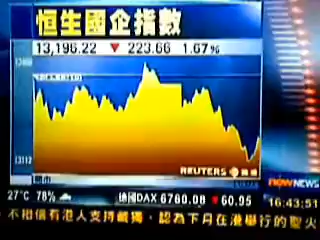 恒生國企指數
13,196.22 ▼ 223.66 1.67%
13112
REUTERS
now NEWS
27°C 78% 德國DAX 6760.08 ▼ 60.95 16:43:51
不相信有港人支持藏獨，認為下月在港舉行的聖火